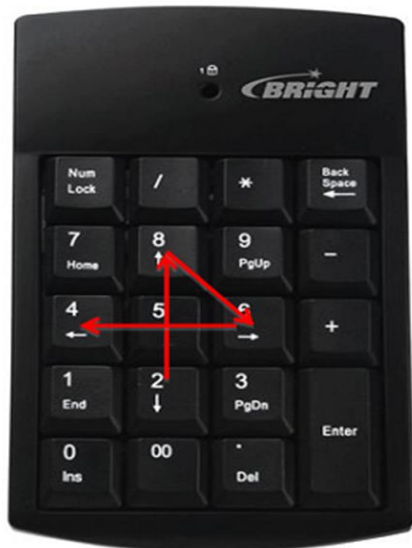 1
BRIGHT
Num Lock / * Back Space
7 Home 8 9 PgUp -
4 5 6 +
1 End 2 3 PgDn Enter
0 Ins 00 . Del